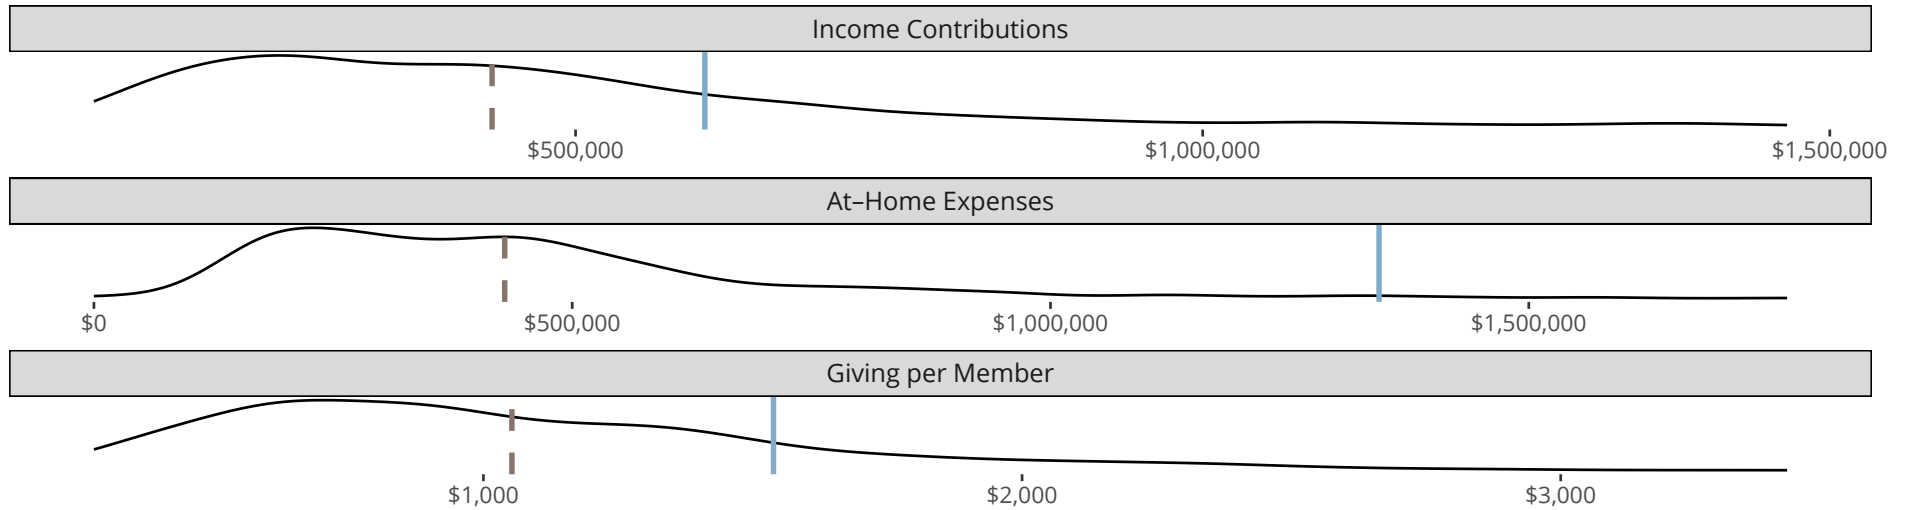 Income Contributions
$500,000 $1,000,000 $1,500,000
At–Home Expenses
$0 $500,000 $1,000,000 $1,500,000
Giving per Member
$1,000 $2,000 $3,000